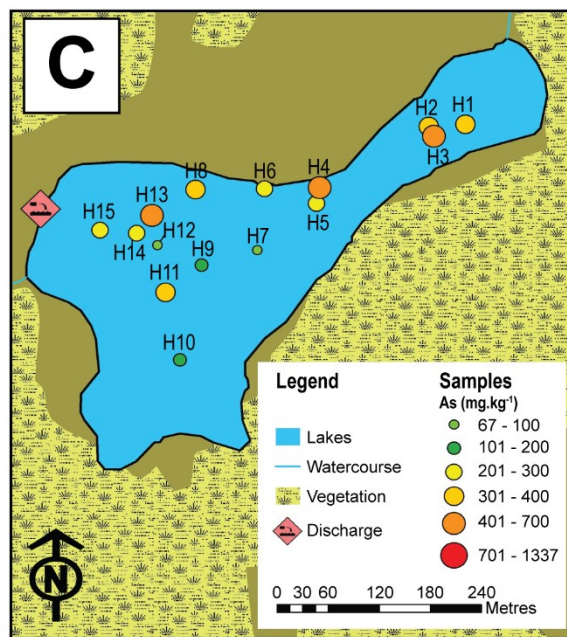 C
H2 H1
H3
H4
H8 H6
H5
H13
H15
H12
H14 H9 H7
H11
H10
Legend
Lakes
Watercourse
Vegetation
Discharge
Samples
As (mg.kg⁻¹)
67 - 100
101 - 200
201 - 300
301 - 400
401 - 700
701 - 1337
N
0 30 60 120 180 240
Metres